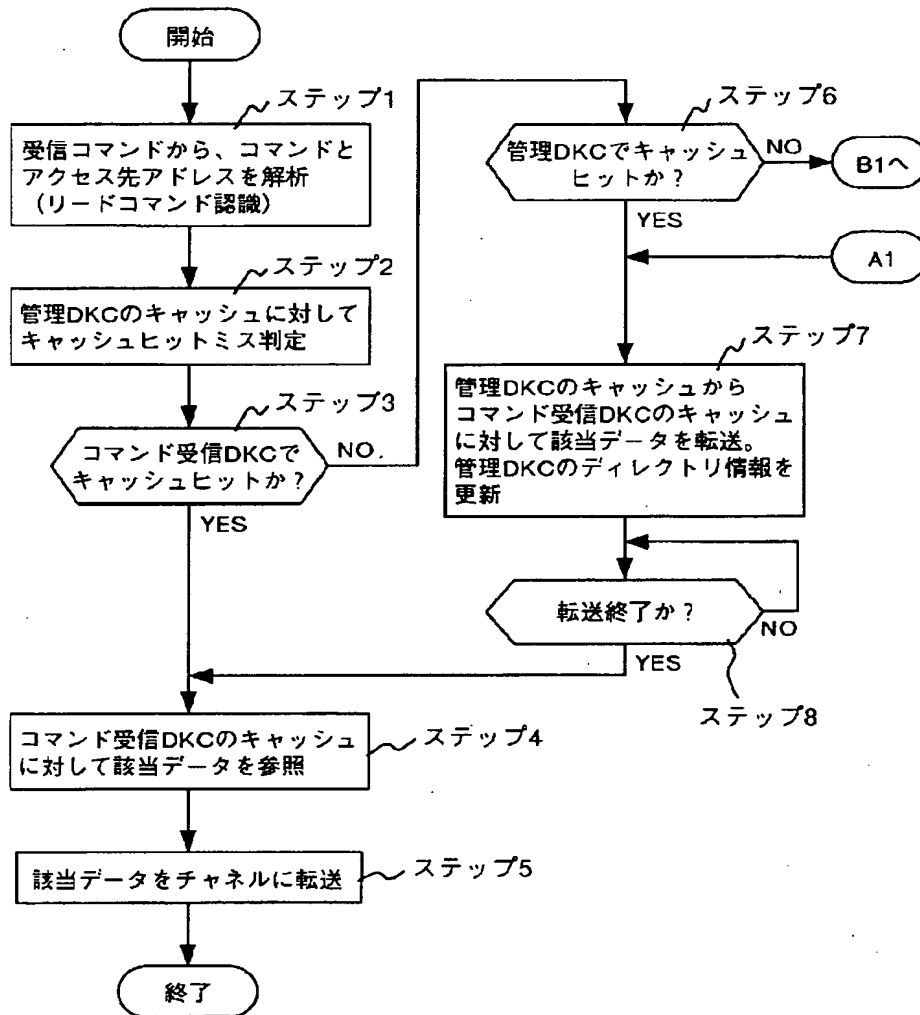 開始
ステップ1
受信コマンドから、コマンドと
アクセス先アドレスを解析
(リードコマンド認識)
ステップ2
管理DKCのキャッシュに対して
キャッシュヒットミス判定
ステップ3
コマンド受信DKCで
キャッシュヒットか?
NO.
YES
ステップ6
管理DKCでキャッシュ
ヒットか?
NO
B1へ
YES
A1
ステップ7
管理DKCのキャッシュから
コマンド受信DKCのキャッシュ
に対して該当データを転送。
管理DKCのディレクトリ情報を
更新
転送終了か?
NO
YES
ステップ8
コマンド受信DKCのキャッシュ
に対して該当データを参照
ステップ4
該当データをチャネルに転送
ステップ5
終了